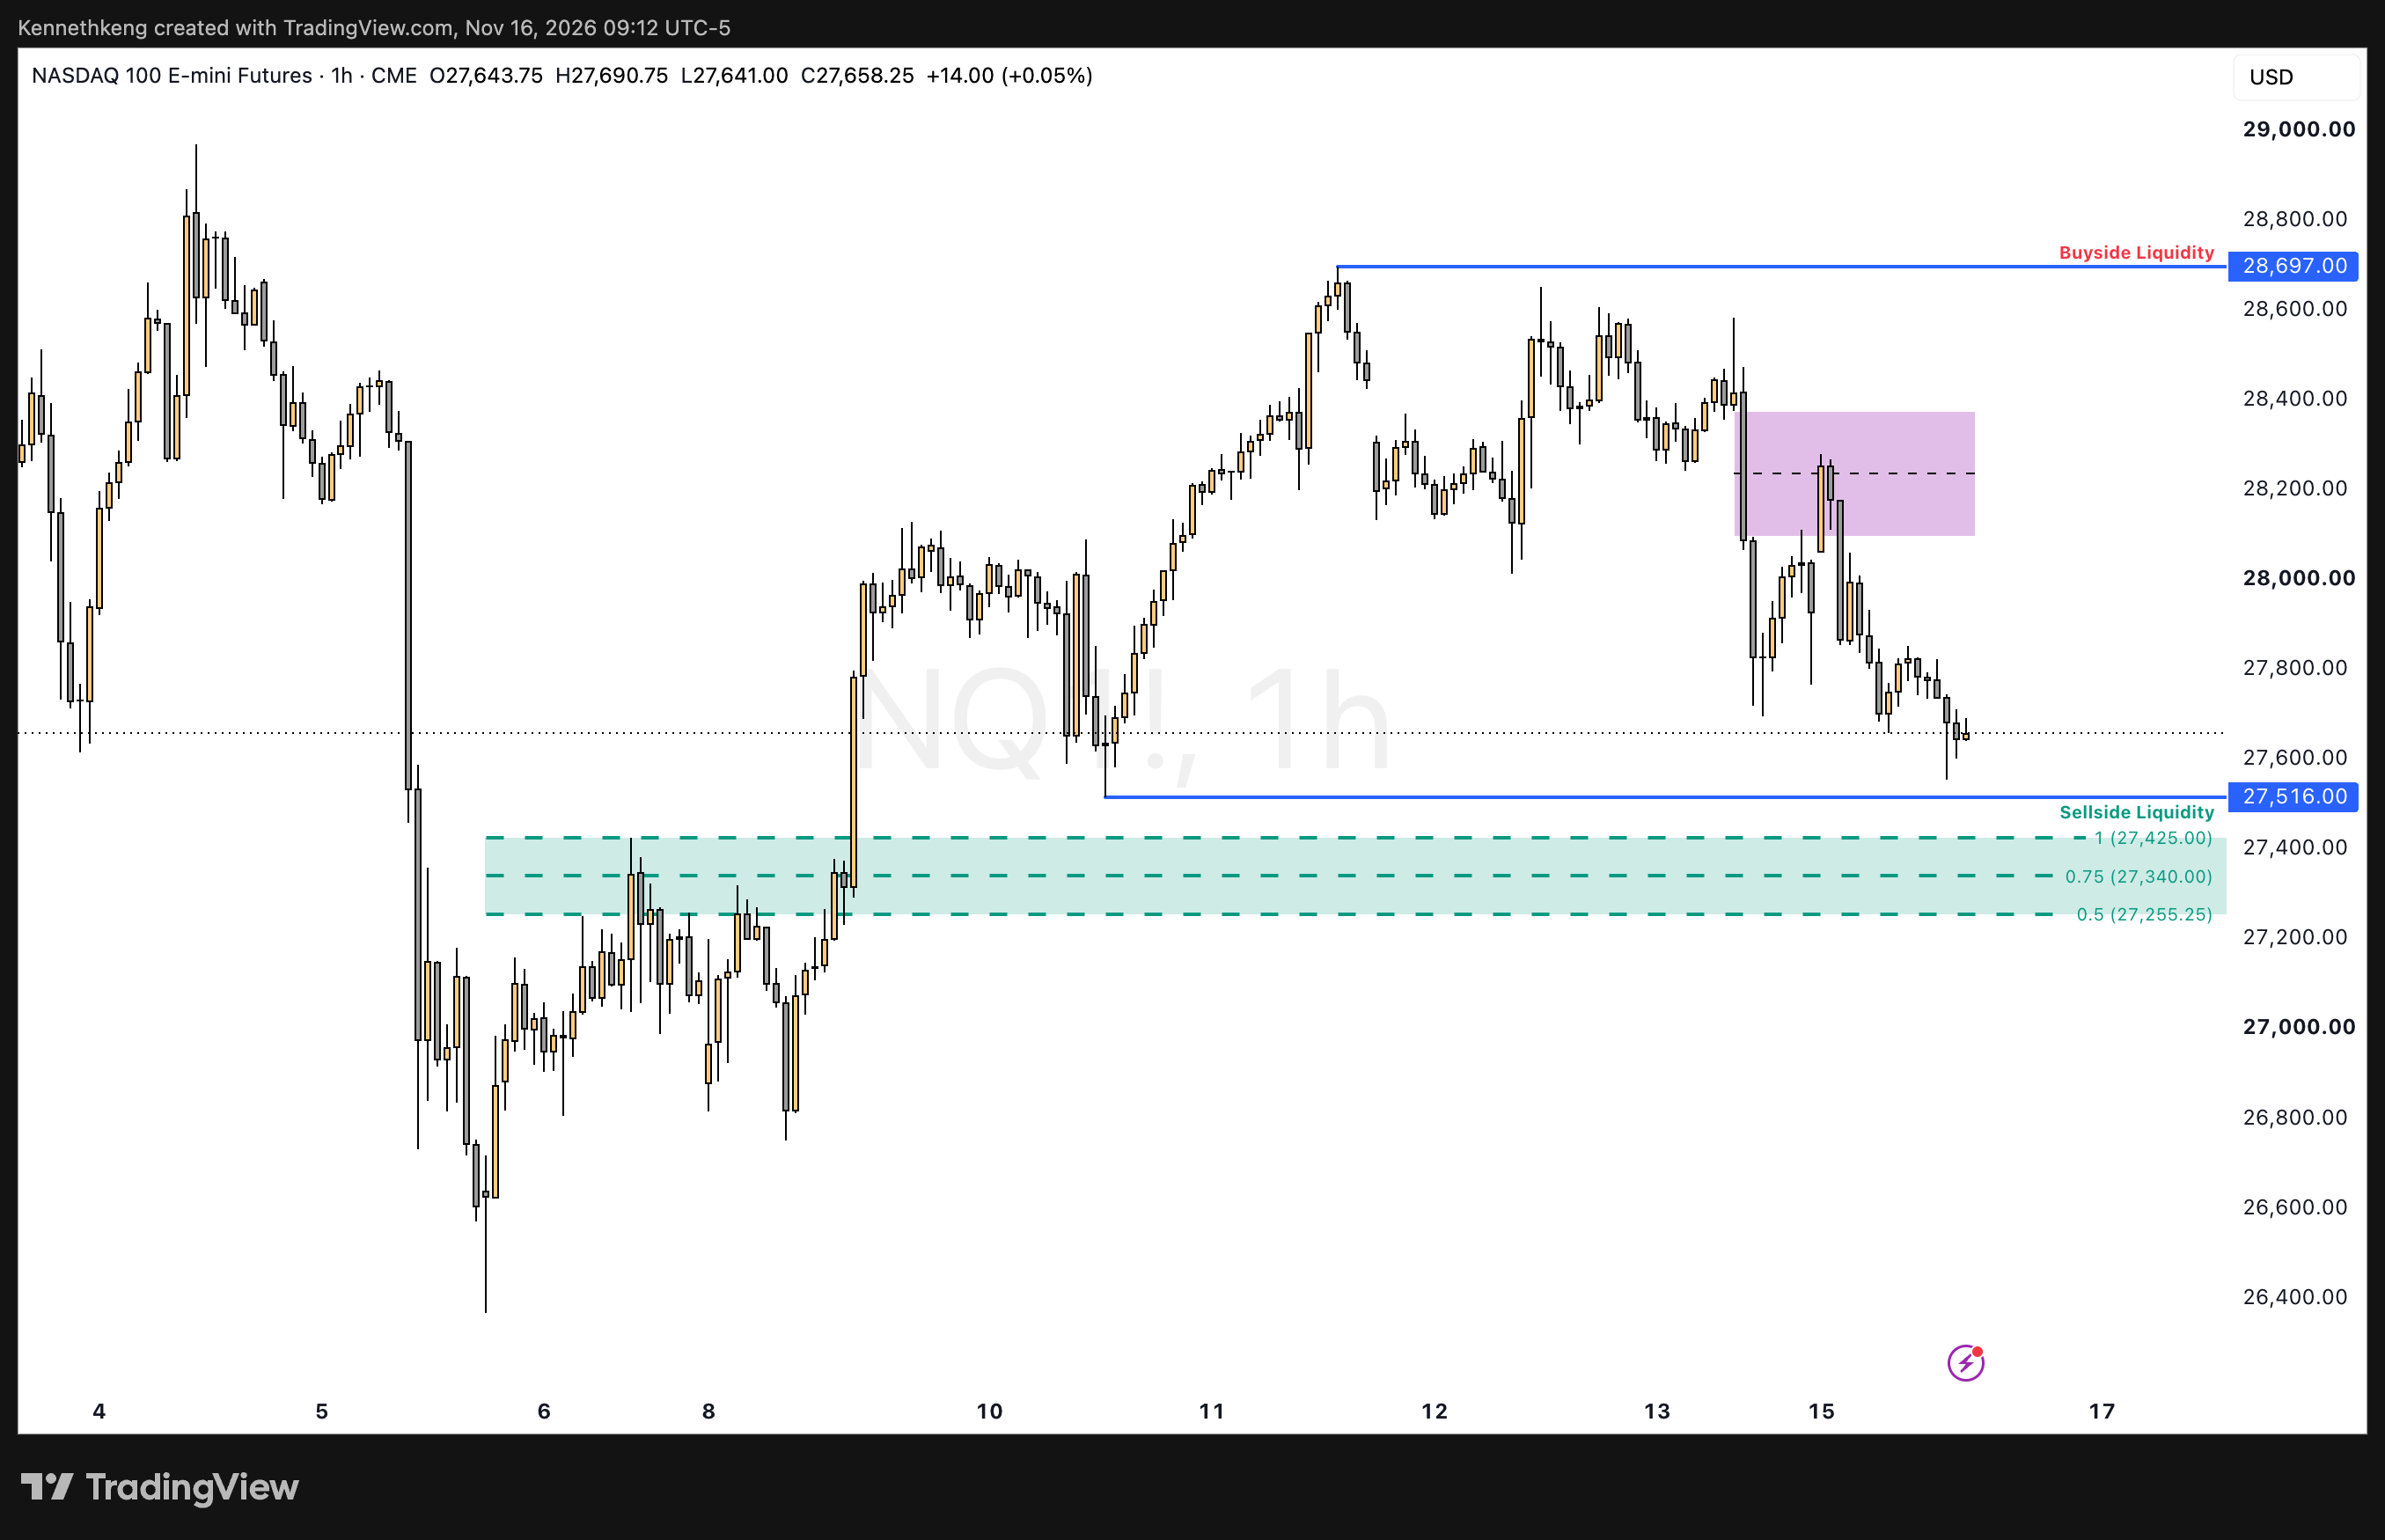 Kennethkeng created with TradingView.com, Nov 16, 2026 09:12 UTC-5
NASDAQ 100 E-mini Futures · 1h · CME O27,643.75 H27,690.75 L27,641.00 C27,658.25 +14.00 (+0.05%)
USD
29,000.00
28,800.00
Buyside Liquidity
28,697.00
28,600.00
28,400.00
28,200.00
28,000.00
27,800.00
NQ1!, 1h
27,600.00
27,516.00
Sellside Liquidity
1 (27,425.00)
27,400.00
0.75 (27,340.00)
0.5 (27,255.25)
27,200.00
27,000.00
26,800.00
26,600.00
26,400.00
4 5 6 8 10 11 12 13 15 17
TradingView